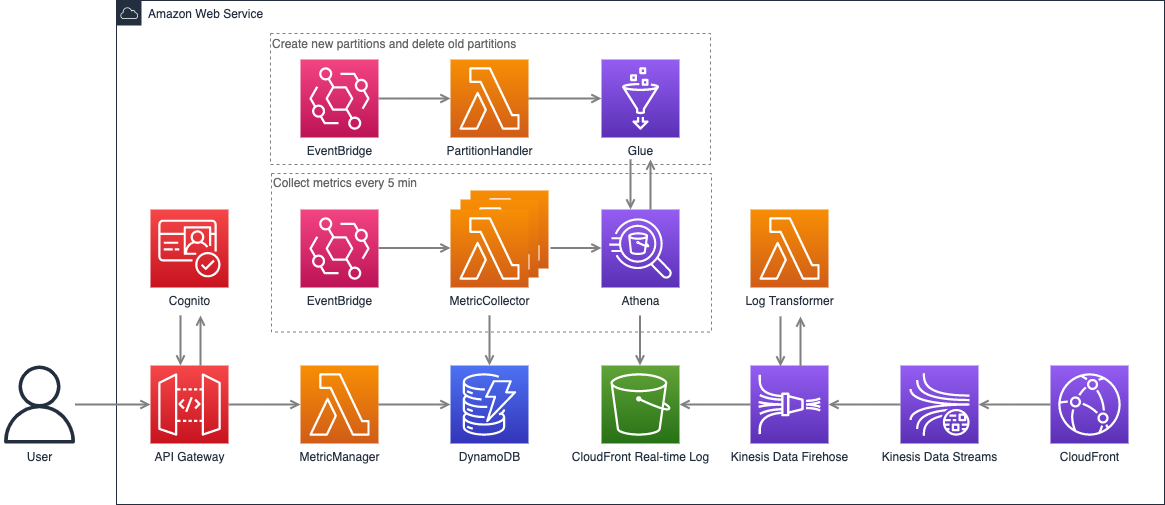 Amazon Web Service
Create new partitions and delete old partitions
EventBridge
PartitionHandler
Glue
Collect metrics every 5 min
Cognito
EventBridge
MetricCollector
Athena
Log Transformer
User
API Gateway
MetricManager
DynamoDB
CloudFront Real-time Log
Kinesis Data Firehose
Kinesis Data Streams
CloudFront